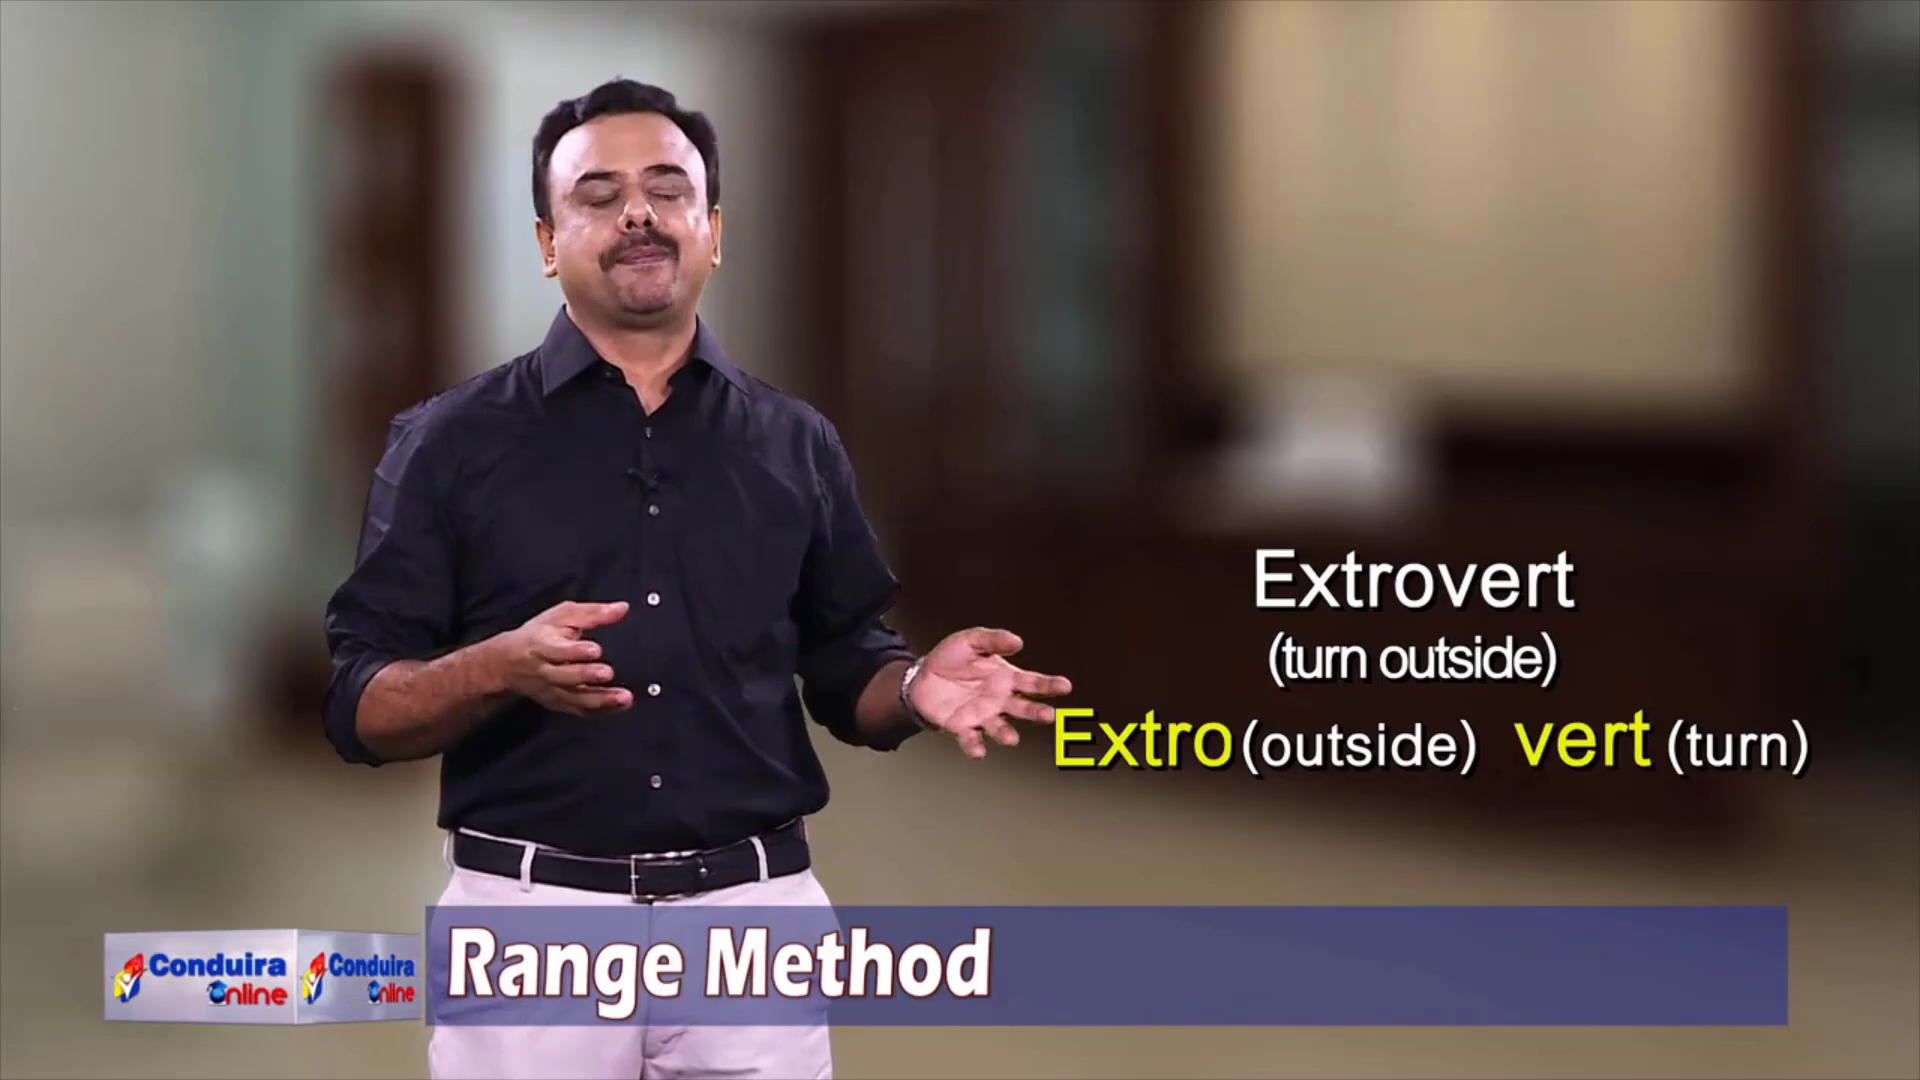 Extrovert
(turn outside)
Extro (outside) vert (turn)
Conduira Online
Conduira Online
Range Method